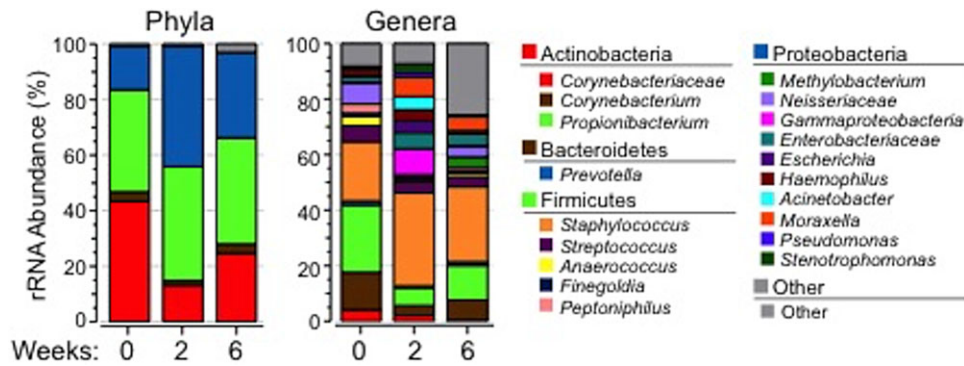 Phyla
Genera
rRNA Abundance (%)
100
80
60
40
20
0
100
80
60
40
20
0
Weeks: 0 2 6 0 2 6
Actinobacteria
Corynebacteriaceae
Corynebacterium
Propionibacterium
Bacteroidetes
Prevotella
Firmicutes
Staphylococcus
Streptococcus
Anaerococcus
Finegoldia
Peptoniphilus
Proteobacteria
Methylobacterium
Neisseriaceae
Gammaproteobacteria
Enterobacteriaceae
Escherichia
Haemophilus
Acinetobacter
Moraxella
Pseudomonas
Stenotrophomonas
Other
Other